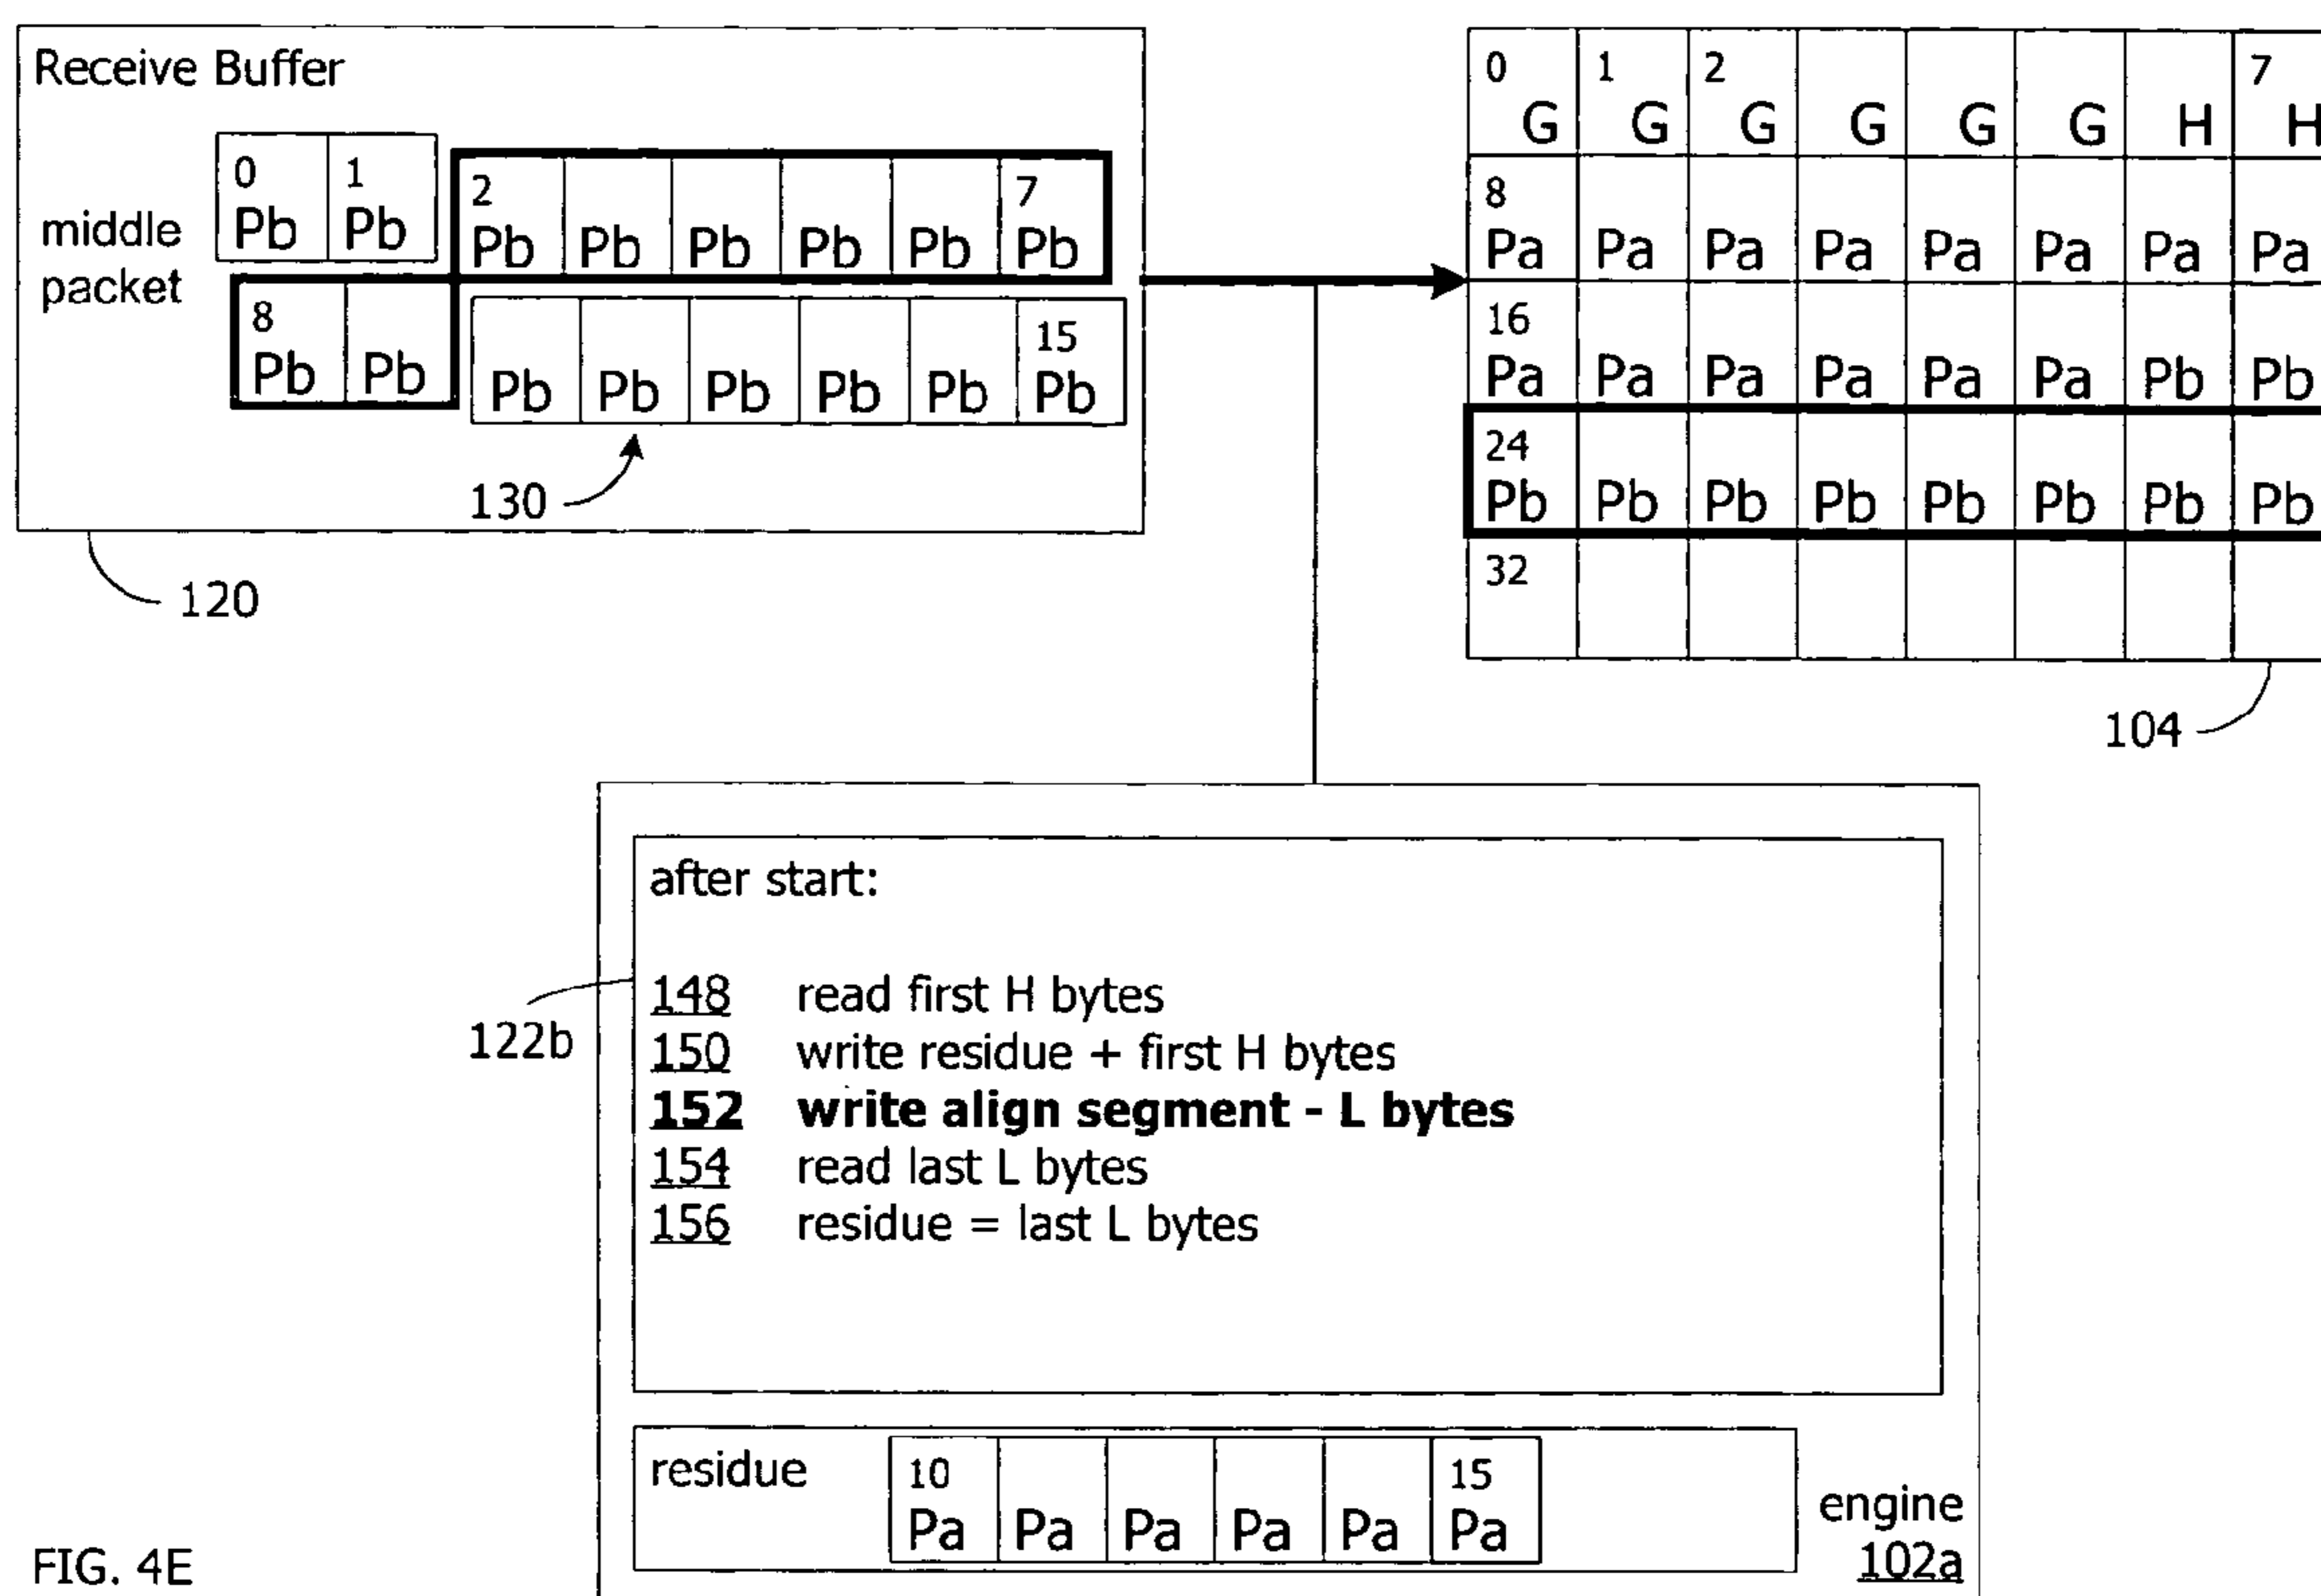 Receive Buffer
middle packet
0 1 2 7
Pb Pb Pb Pb Pb Pb Pb Pb
8 15
Pb Pb Pb Pb Pb Pb Pb Pb
130
120
0 1 2 7
G G G G G G H H
8
Pa Pa Pa Pa Pa Pa Pa Pa
16
Pa Pa Pa Pa Pa Pa Pb Pb
24
Pb Pb Pb Pb Pb Pb Pb Pb
32
104
after start:
148 read first H bytes
150 write residue + first H bytes
152 write align segment - L bytes
154 read last L bytes
156 residue = last L bytes
122b
residue 10 15
Pa Pa Pa Pa Pa Pa
engine
102a
FIG. 4E